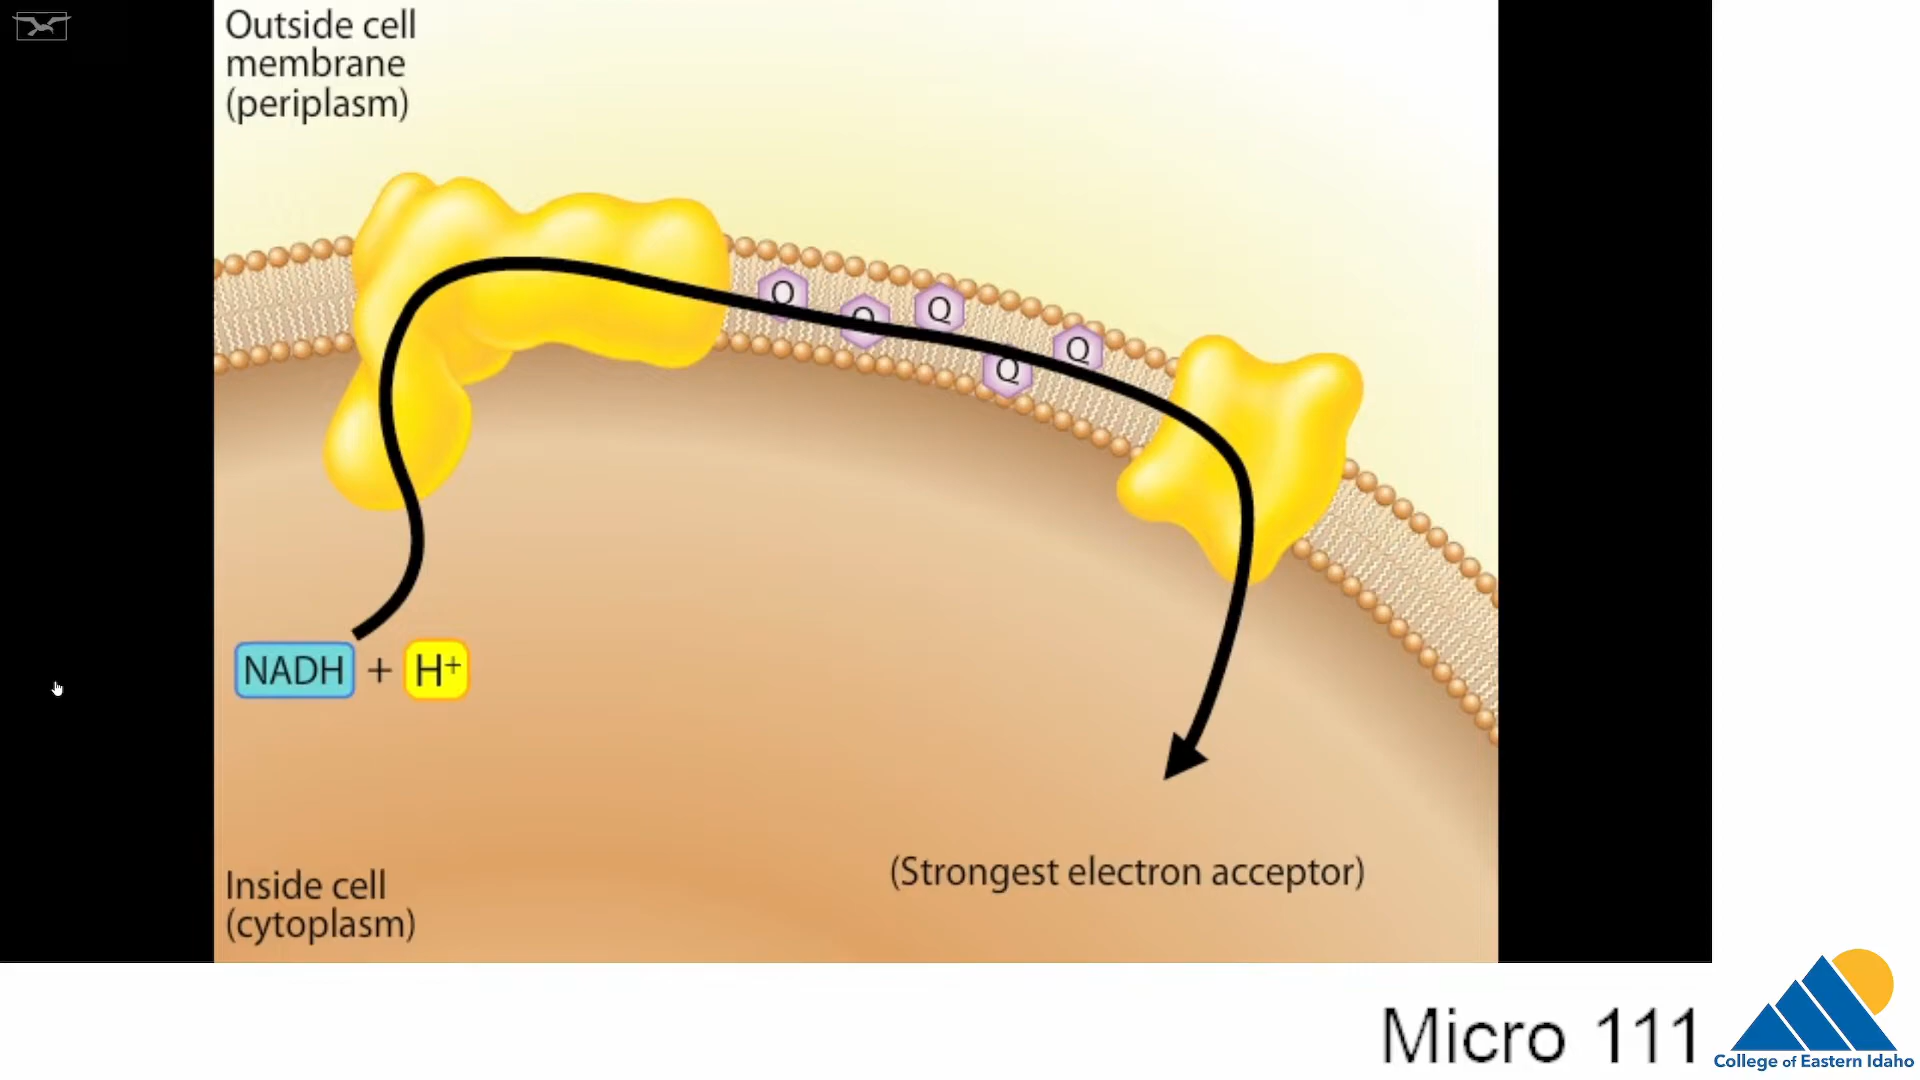 Outside cell
membrane
(periplasm)
Q
Q
Q
Q
Q
NADH + H⁺
(Strongest electron acceptor)
Inside cell
(cytoplasm)
Micro 111
College of Eastern Idaho